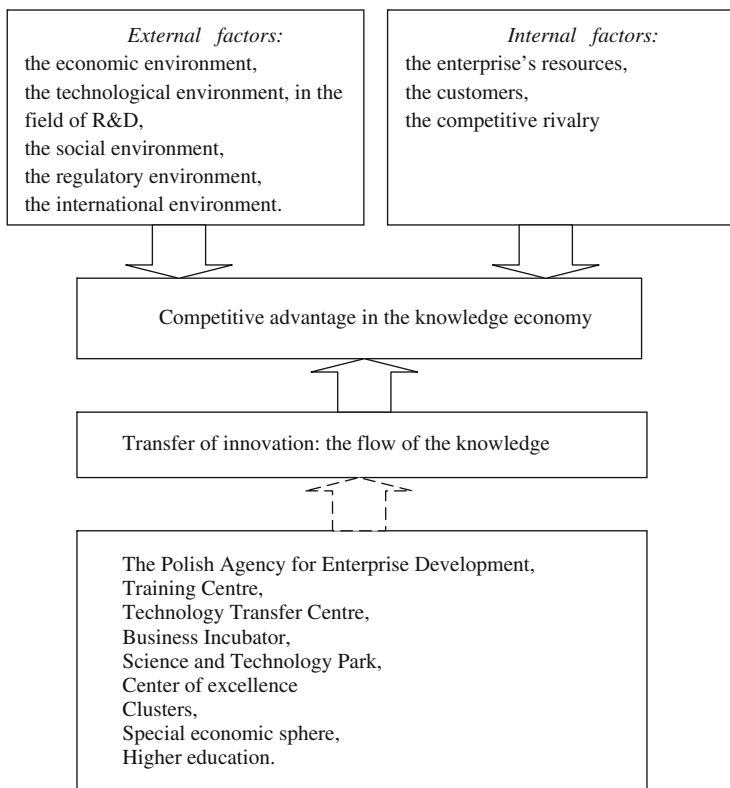 External factors:
the economic environment,
the technological environment, in the
field of R&D,
the social environment,
the regulatory environment,
the international environment.
Internal factors:
the enterprise's resources,
the customers,
the competitive rivalry
Competitive advantage in the knowledge economy
Transfer of innovation: the flow of the knowledge
The Polish Agency for Enterprise Development,
Training Centre,
Technology Transfer Centre,
Business Incubator,
Science and Technology Park,
Center of excellence
Clusters,
Special economic sphere,
Higher education.